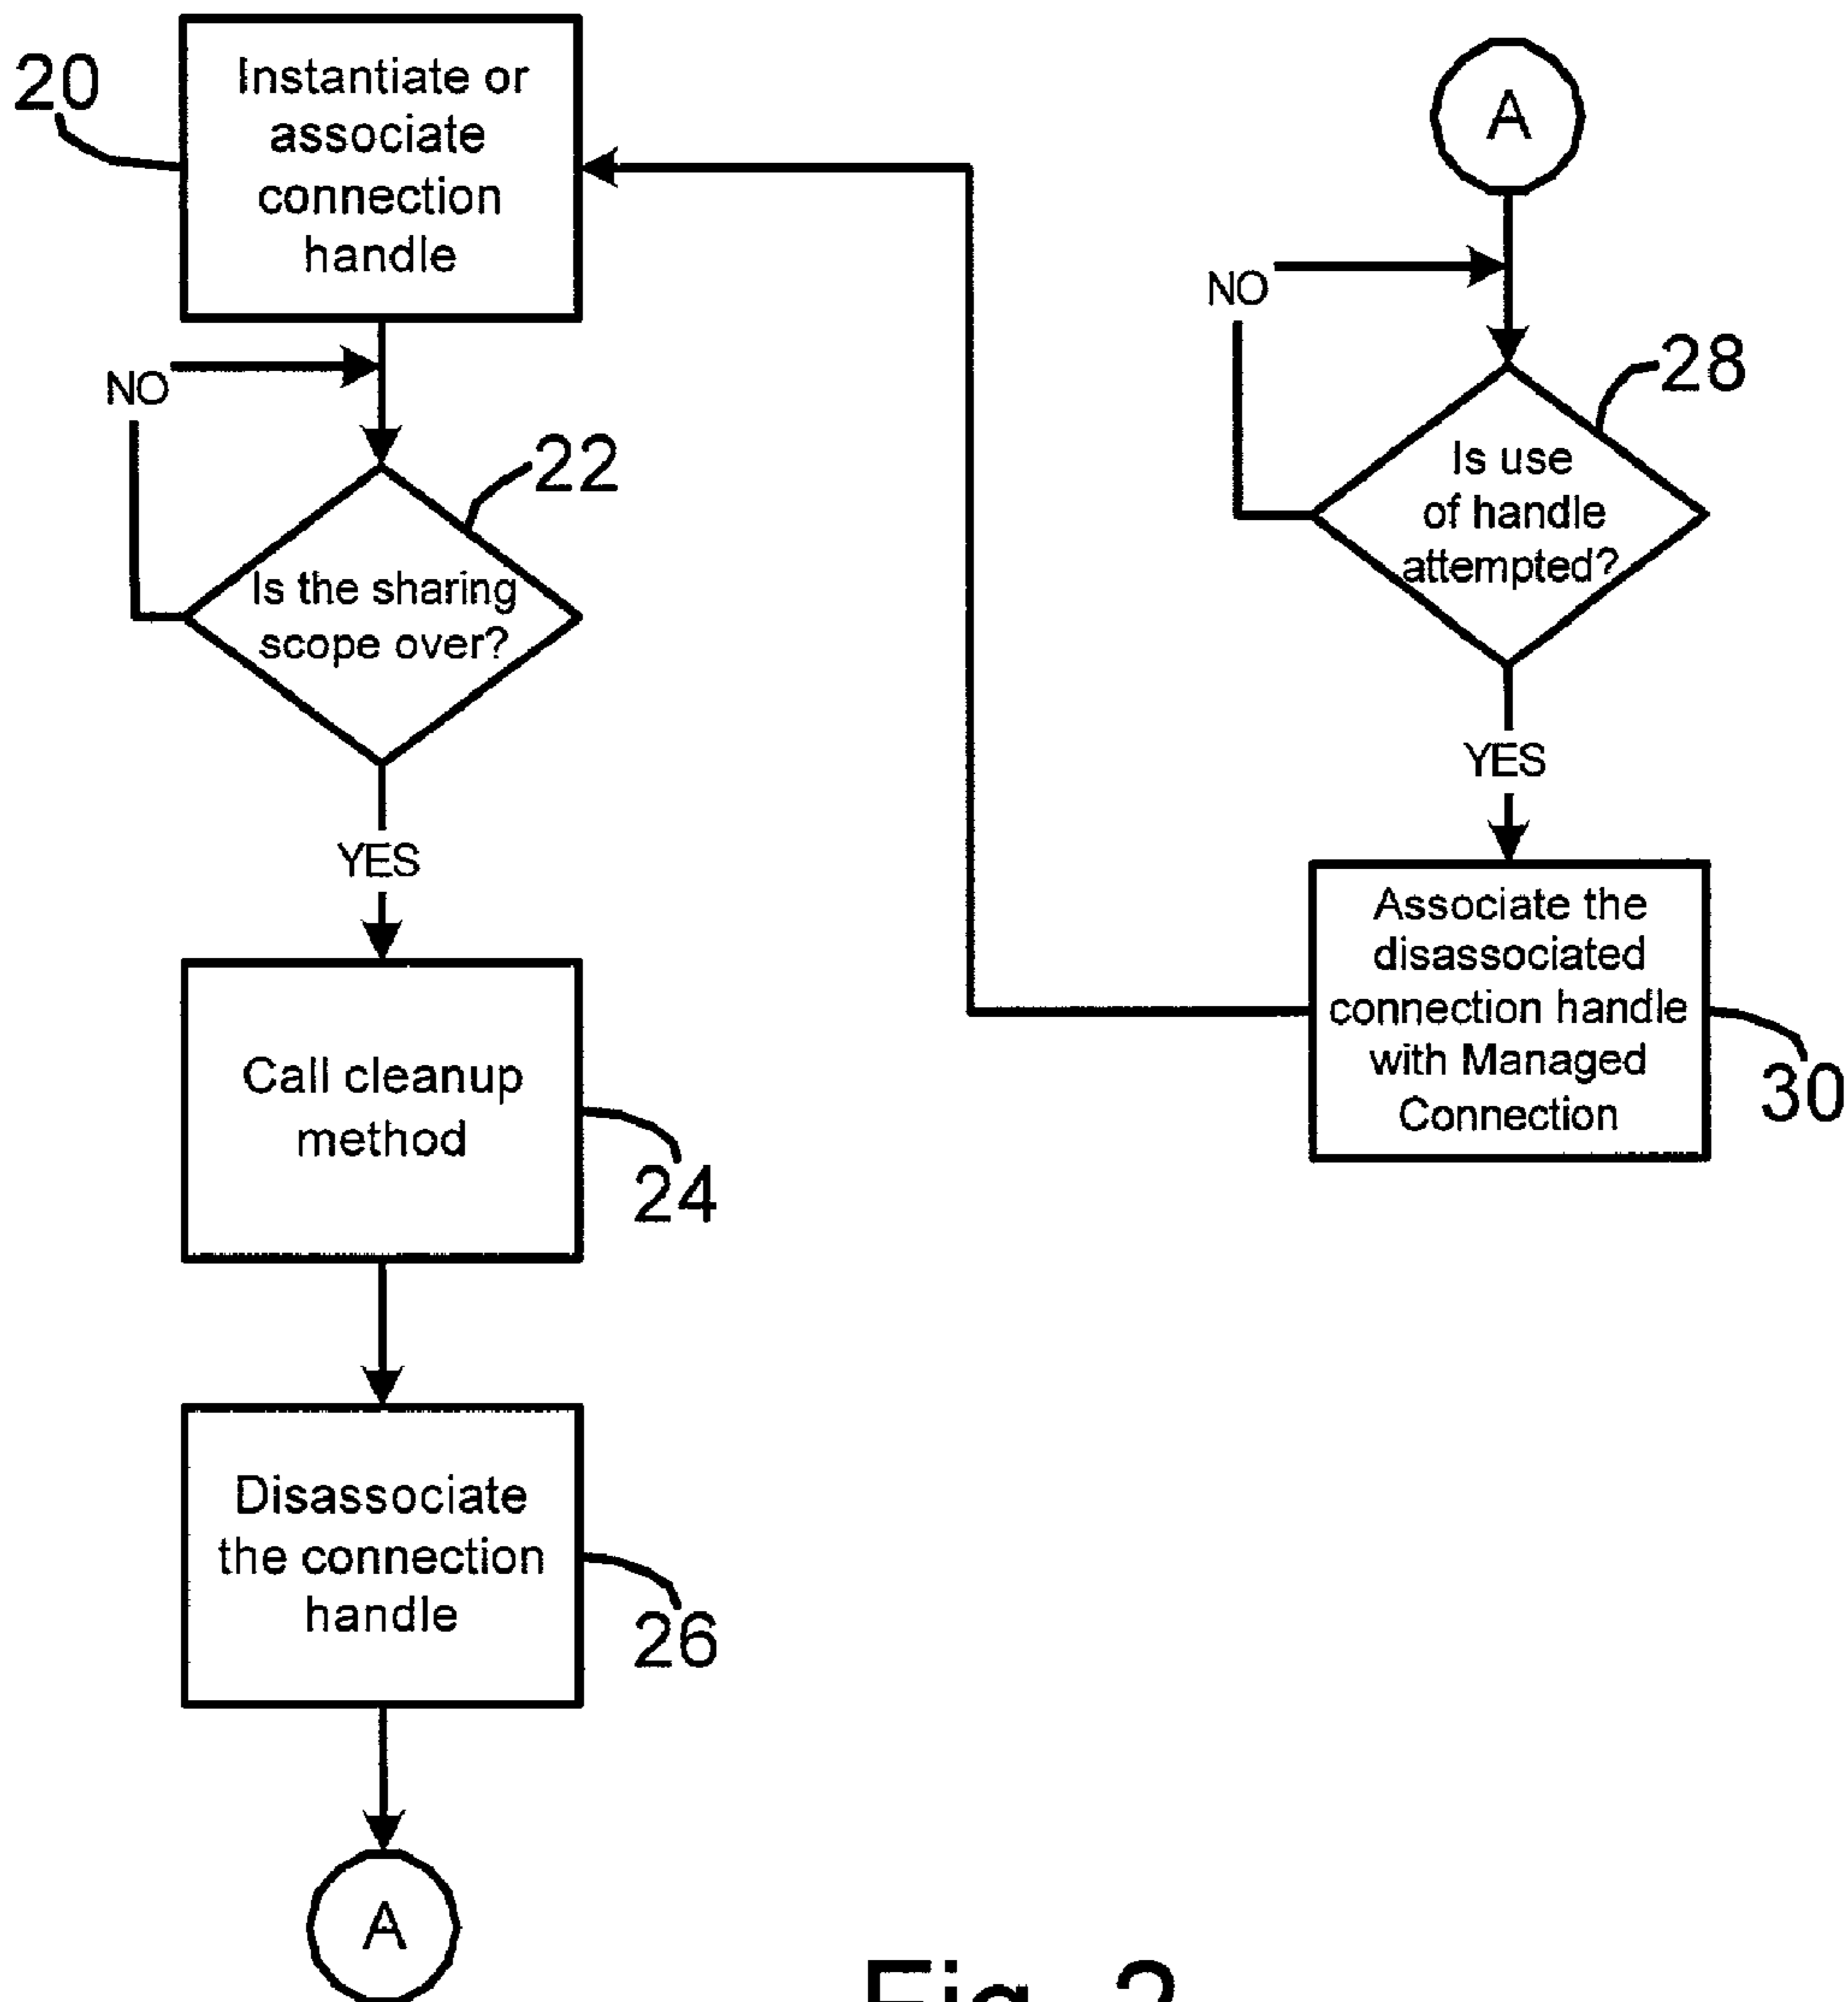 20
Instantiate or
associate
connection
handle
NO
22
Is the sharing
scope over?
YES
Call cleanup
method
24
Disassociate
the connection
handle
26
A
A
NO
28
Is use
of handle
attempted?
YES
Associate the
disassociated
connection handle
with Managed
Connection
30
Fig. 2